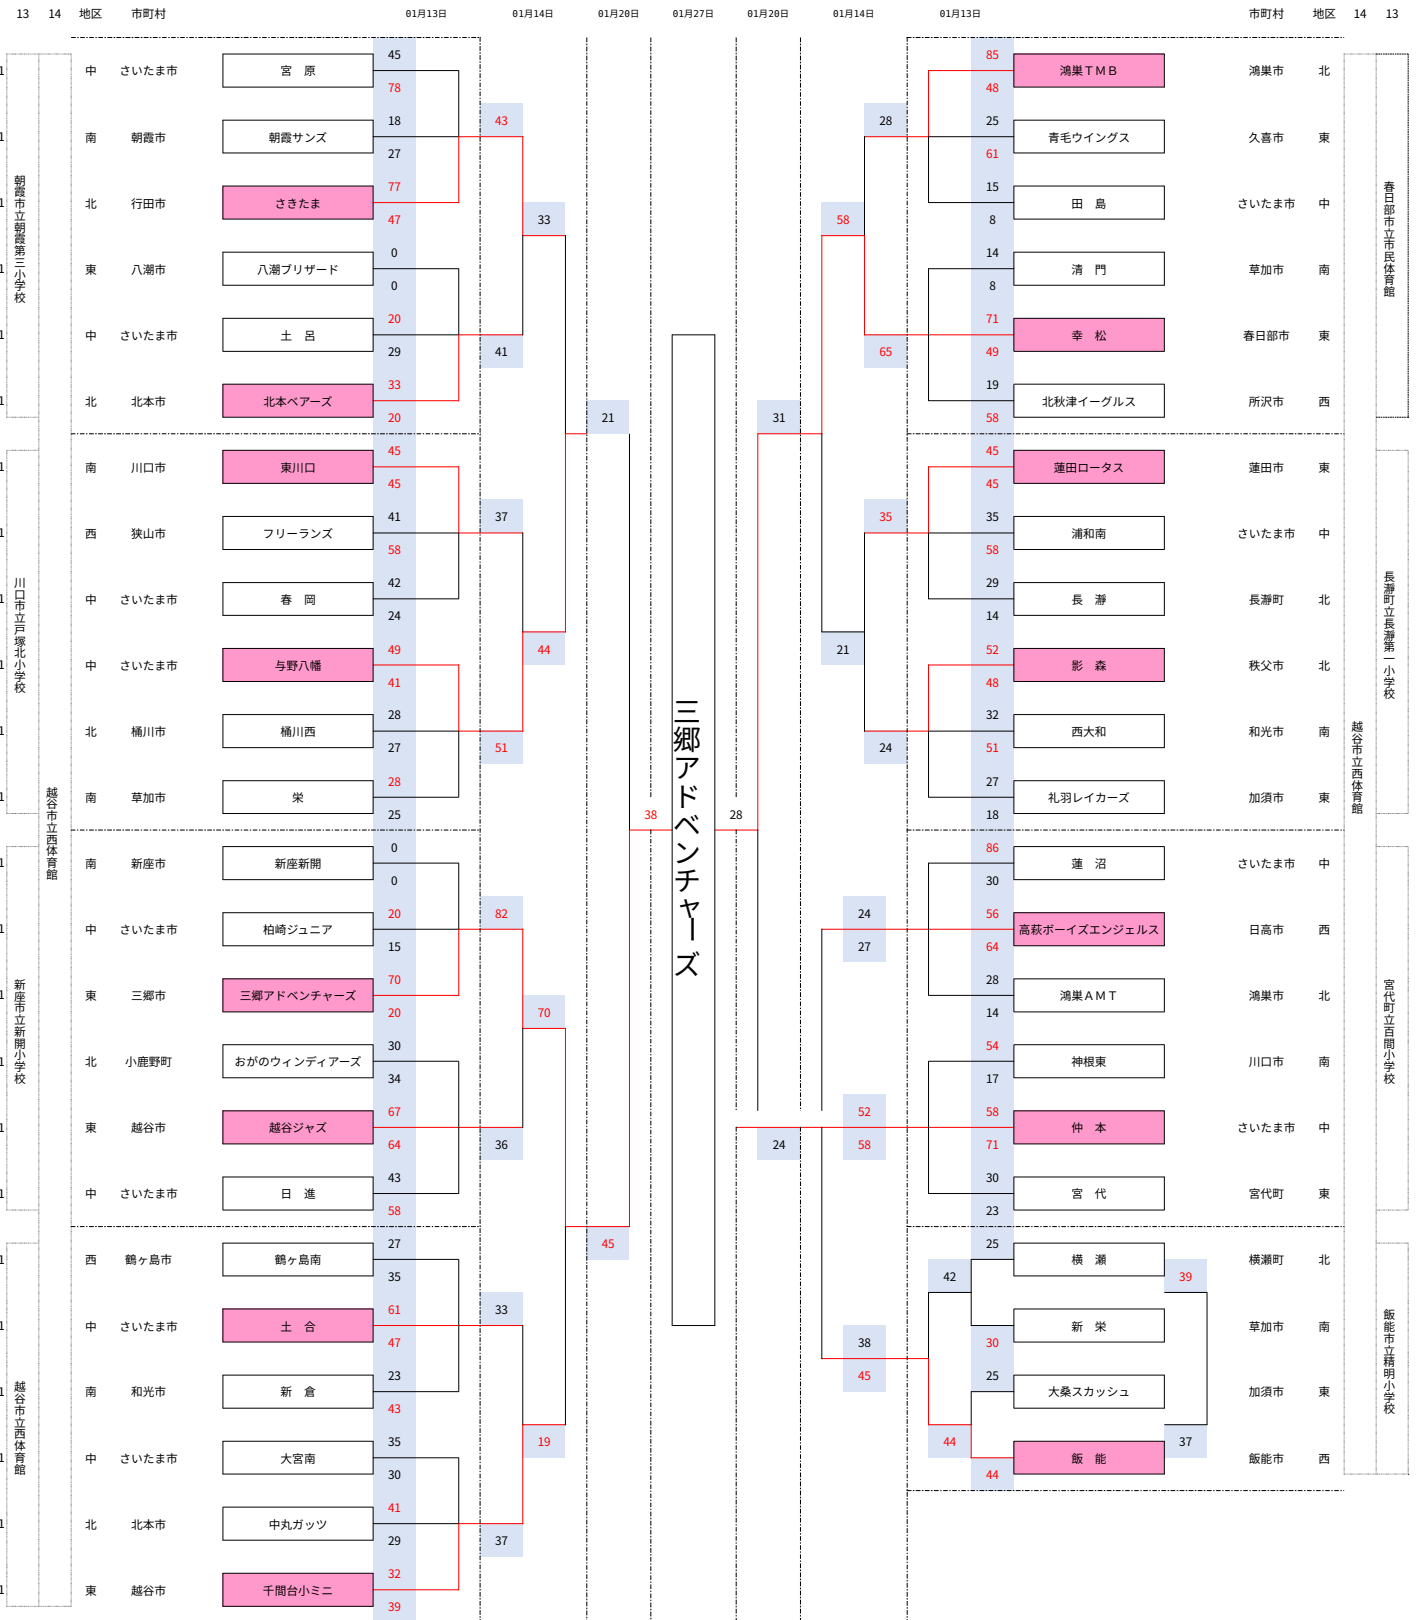 13 14 地区 市町村 01月13日 01月14日 01月20日 01月27日 01月20日 01月14日 01月13日 市町村 地区 14 13
45 85
1 中 さいたま市 宮　原 鴻巣ＴＭＢ 鴻巣市 北
78 48
18 43 28 25
1 南 朝霞市 朝霞サンズ 青毛ウイングス 久喜市 東
27 61
77 15
1 北 行田市 さきたま 田　島 さいたま市 中
47 33 58 8
0 14
1 東 八潮市 八潮ブリザード 清　門 草加市 南
0 8
20 71
1 中 さいたま市 土　呂 幸　松 春日部市 東
29 41 65 49
33 19
1 北 北本市 北本ベアーズ 北秋津イーグルス 所沢市 西
20 21 31 58
朝霞市立朝霞第三小学校
春日部市立市民体育館
45 45
1 南 川口市 東川口 蓮田ロータス 蓮田市 東
45 45
41 37 35 35
1 西 狭山市 フリーランズ 浦和南 さいたま市 中
58 58
42 29
1 中 さいたま市 春　岡 長　瀞 長瀞町 北
24 14
49 44 21 52
1 中 さいたま市 与野八幡 影　森 秩父市 北
41 48
28 32
1 北 桶川市 桶川西 西大和 和光市 南
27 51 24 51
28 27
1 南 草加市 栄 礼羽レイカーズ 加須市 東
25 38 28 18
川口市立戸塚北小学校
長瀞町立長瀞第一小学校
越谷市立西体育館
三郷アドベンチャーズ
越谷市立西体育館
0 86
1 南 新座市 新座新開 蓮　沼 さいたま市 中
0 30
20 82 24 56
1 中 さいたま市 柏崎ジュニア 高萩ボーイズエンジェルス 日高市 西
15 27 64
70 28
1 東 三郷市 三郷アドベンチャーズ 鴻巣ＡＭＴ 鴻巣市 北
20 70 14
30 54
1 北 小鹿野町 おがのウィンディアーズ 神根東 川口市 南
34 17
67 52 58
1 東 越谷市 越谷ジャズ 仲　本 さいたま市 中
64 36 24 58 71
43 30
1 中 さいたま市 日　進 宮　代 宮代町 東
58 23
新座市立新開小学校
宮代町立百間小学校
27 45 25
1 西 鶴ヶ島市 鶴ヶ島南 横　瀬 横瀬町 北
35 42 39
61 33
1 中 さいたま市 土　合 新　栄 草加市 南
47 38 30
23 45 25
1 南 和光市 新　倉 大桑スカッシュ 加須市 東
43
35 19 44 37
1 中 さいたま市 大宮南 飯　能 飯能市 西
30 44
41
1 北 北本市 中丸ガッツ
29 37
32
1 東 越谷市 千間台小ミニ
39
越谷市立西体育館
飯能市立精明小学校